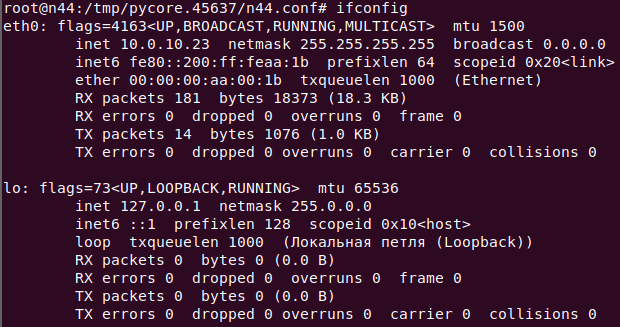 root@n44:/tmp/pycore.45637/n44.conf# ifconfig
eth0: flags=4163<UP,BROADCAST,RUNNING,MULTICAST>  mtu 1500
        inet 10.0.10.23  netmask 255.255.255.255  broadcast 0.0.0.0
        inet6 fe80::200:ff:feaa:1b  prefixlen 64  scopeid 0x20<link>
        ether 00:00:00:aa:00:1b  txqueuelen 1000  (Ethernet)
        RX packets 181  bytes 18373 (18.3 KB)
        RX errors 0  dropped 0  overruns 0  frame 0
        TX packets 14  bytes 1076 (1.0 KB)
        TX errors 0  dropped 0 overruns 0  carrier 0  collisions 0

lo: flags=73<UP,LOOPBACK,RUNNING>  mtu 65536
        inet 127.0.0.1  netmask 255.0.0.0
        inet6 ::1  prefixlen 128  scopeid 0x10<host>
        loop  txqueuelen 1000  (Локальная петля (Loopback))
        RX packets 0  bytes 0 (0.0 B)
        RX errors 0  dropped 0  overruns 0  frame 0
        TX packets 0  bytes 0 (0.0 B)
        TX errors 0  dropped 0 overruns 0  carrier 0  collisions 0